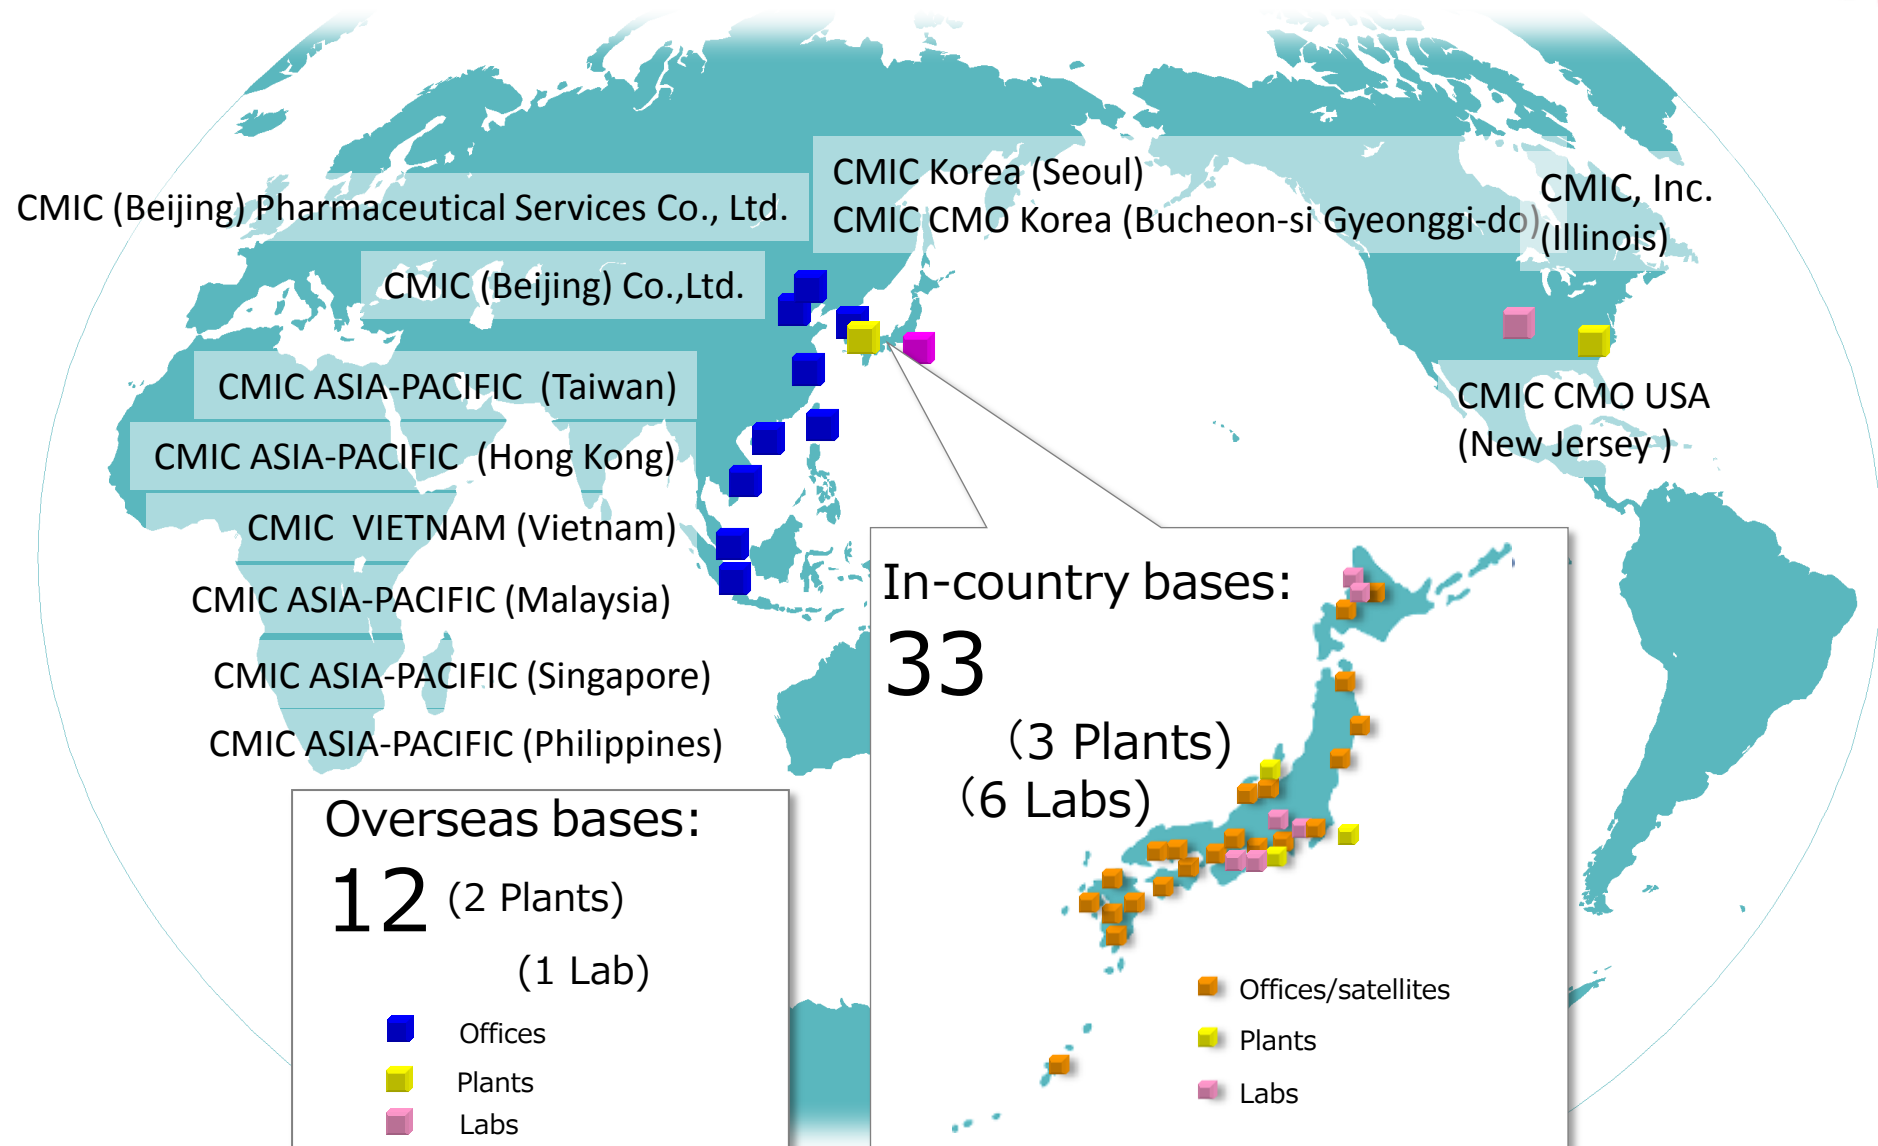 CMIC Korea (Seoul)
CMIC CMO Korea (Bucheon-si Gyeonggi-do)
CMIC, Inc.
(Illinois)
CMIC (Beijing) Pharmaceutical Services Co., Ltd.
CMIC (Beijing) Co.,Ltd.
CMIC ASIA-PACIFIC (Taiwan)
CMIC CMO USA
(New Jersey )
CMIC ASIA-PACIFIC (Hong Kong)
CMIC VIETNAM (Vietnam)
CMIC ASIA-PACIFIC (Malaysia)
CMIC ASIA-PACIFIC (Singapore)
CMIC ASIA-PACIFIC (Philippines)
In-country bases:
33
（3 Plants)
（6 Labs)
Offices/satellites
Plants
Labs
Overseas bases:
12 (2 Plants)
(1 Lab)
Offices
Plants
Labs